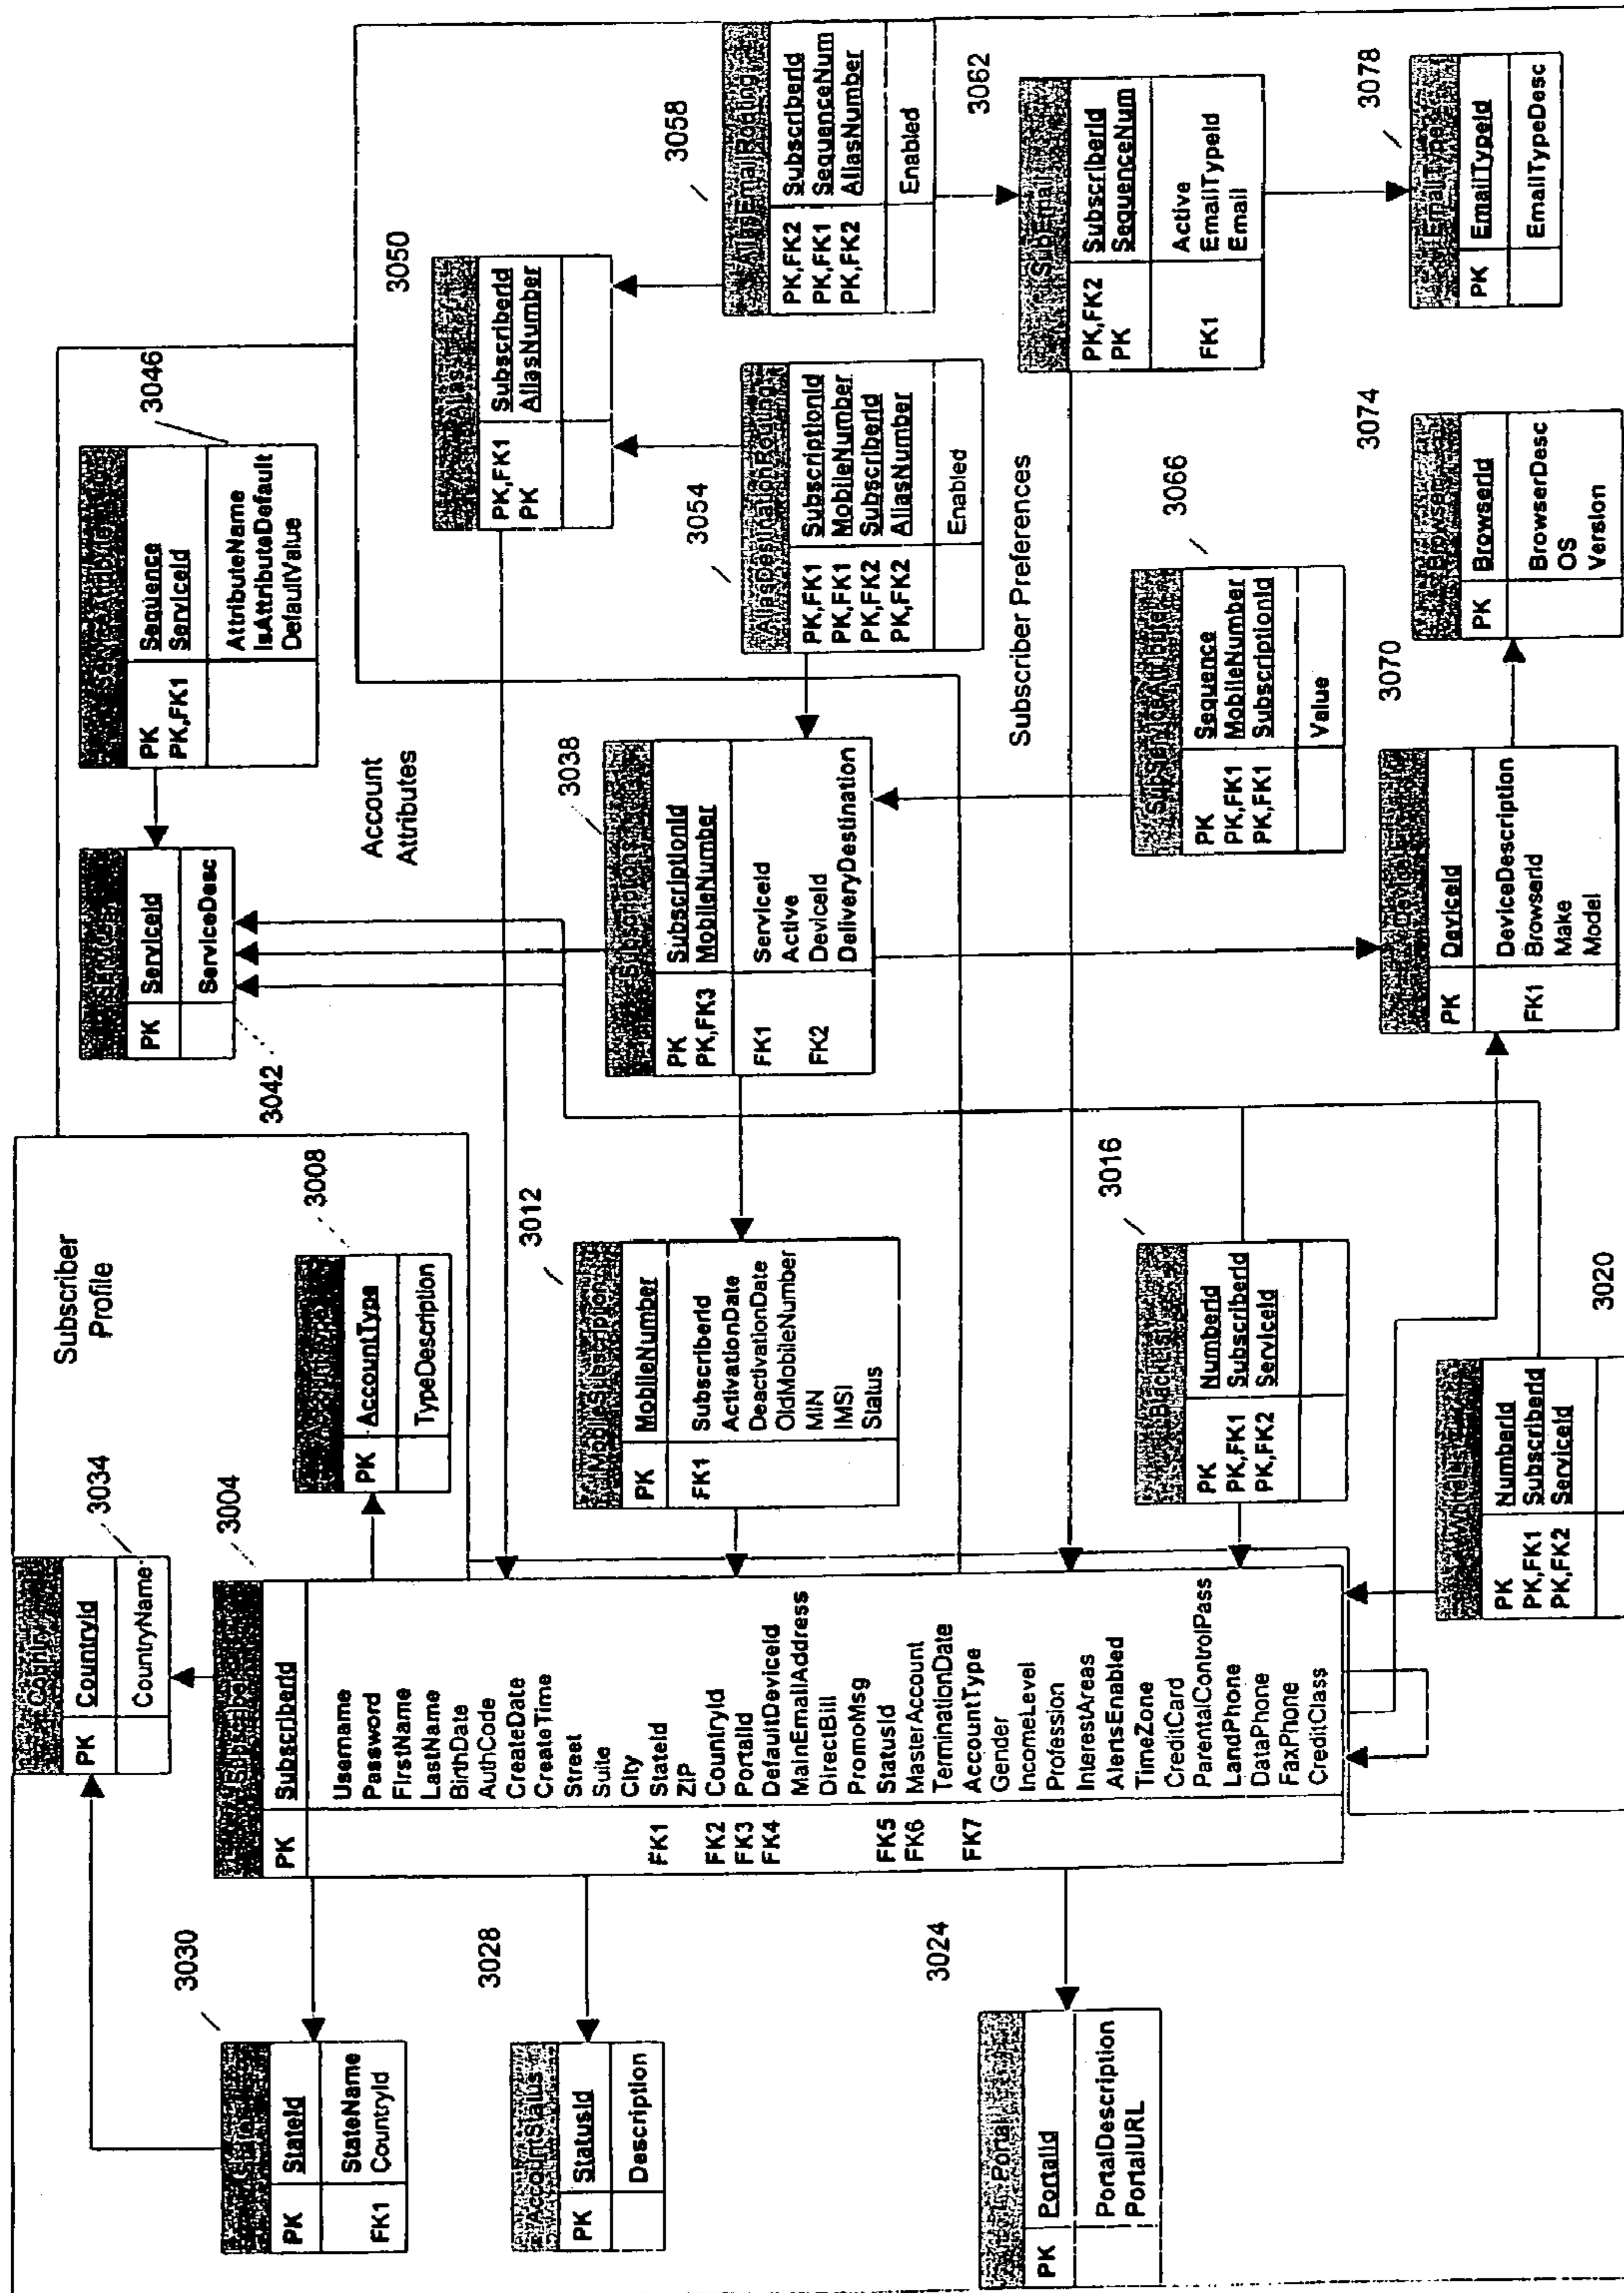 Subscriber
Profile
Country
PK CountryId
CountryName
3034
State
PK StateId
StateName
FK1 CountryId
3030
Subscriber
3004
PK SubscriberId
Username
Password
FirstName
LastName
BirthDate
AuthCode
CreateDate
CreateTime
Street
Suite
City
FK1 StateId
ZIP
FK2 CountryId
FK3 PortalId
FK4 DefaultDeviceId
MainEmailAddress
DirectBill
PromoMsg
FK5 StatusId
FK6 MasterAccount
TerminationDate
FK7 AccountType
Gender
IncomeLevel
Profession
InterestAreas
AlertsEnabled
TimeZone
CreditCard
ParentalControlPass
LandPhone
DataPhone
FaxPhone
CreditClass
AccountStatus
PK StatusId
Description
3028
Portal
PK PortalId
PortalDescription
PortalURL
3024
3008
PK AccountType
TypeDescription
3012
MobileSubscription
PK MobileNumber
FK1 SubscriberId
ActivationDate
DeactivationDate
OldMobileNumber
MIN
IMSI
Status
3016
BlackList
PK NumberId
PK,FK1 SubscriberId
PK,FK2 ServiceId
WhiteList
PK NumberId
PK,FK1 SubscriberId
PK,FK2 ServiceId
3020
Account
Attributes
PK ServiceId
ServiceDesc
3042
ServiceAttribute
PK Sequence
PK,FK1 ServiceId
AttributeName
IsAttributeDefault
DefaultValue
3046
Subscriptions
3038
PK SubscriptionId
PK,FK3 MobileNumber
FK1 ServiceId
Active
FK2 DeviceId
DeliveryDestination
Subscriber Preferences
Alias
PK,FK1 SubscriberId
PK AliasNumber
3050
AliasDestinationRouting
3054
PK,FK1 SubscriptionId
PK,FK1 MobileNumber
PK,FK2 SubscriberId
PK,FK2 AliasNumber
Enabled
AliasEmailRouting
3058
PK,FK2 SubscriberId
PK,FK1 SequenceNum
PK,FK2 AliasNumber
Enabled
SubEmail
3062
PK,FK2 SubscriberId
PK SequenceNum
Active
FK1 EmailTypeId
Email
SubServiceAttribute
3066
PK Sequence
PK,FK1 MobileNumber
PK,FK1 SubscriptionId
Value
Device
3070
PK DeviceId
DeviceDescription
FK1 BrowserId
Make
Model
Browser
3074
PK BrowserId
BrowserDesc
OS
Version
EmailType
3078
PK EmailTypeId
EmailTypeDesc